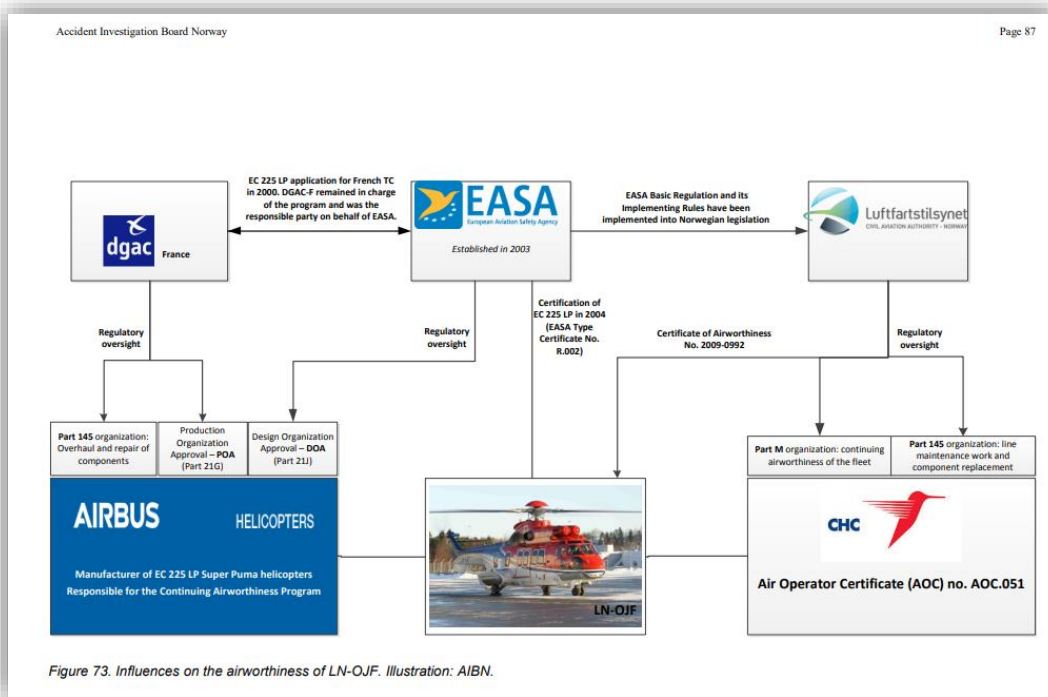 Accident Investigation Board Norway
Page 87
EC 225 LP application for French TC
in 2000. DGAC-F remained in charge
of the program and was the
responsible party on behalf of EASA.
dgac
France
EASA
European Aviation Safety Agency
Established in 2003
EASA Basic Regulation and its
Implementing Rules have been
implemented into Norwegian legislation
Luftfartstilsynet
CIVIL AVIATION AUTHORITY - NORWAY
Regulatory
oversight
Regulatory
oversight
Certification of
EC 225 LP in 2004
(EASA Type
Certificate No.
R.002)
Certificate of Airworthiness
No. 2009-0992
Regulatory
oversight
Part 145 organization:
Overhaul and repair of
components
Production
Organization
Approval – POA
(Part 21G)
Design Organization
Approval – DOA
(Part 21J)
Part M organization: continuing
airworthiness of the fleet
Part 145 organization: line
maintenance work and
component replacement
AIRBUS
HELICOPTERS
Manufacturer of EC 225 LP Super Puma helicopters
Responsible for the Continuing Airworthiness Program
LN-OJF
CHC
Air Operator Certificate (AOC) no. AOC.051
Figure 73. Influences on the airworthiness of LN-OJF. Illustration: AIBN.